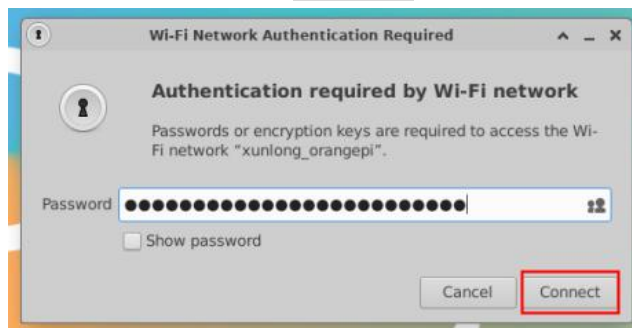 Wi-Fi Network Authentication Required
Authentication required by Wi-Fi network
Passwords or encryption keys are required to access the Wi-
Fi network “xunlong_orangepi”.
Password ●●●●●●●●●●●●●●●●●●●●●●●●●
Show password
Cancel Connect